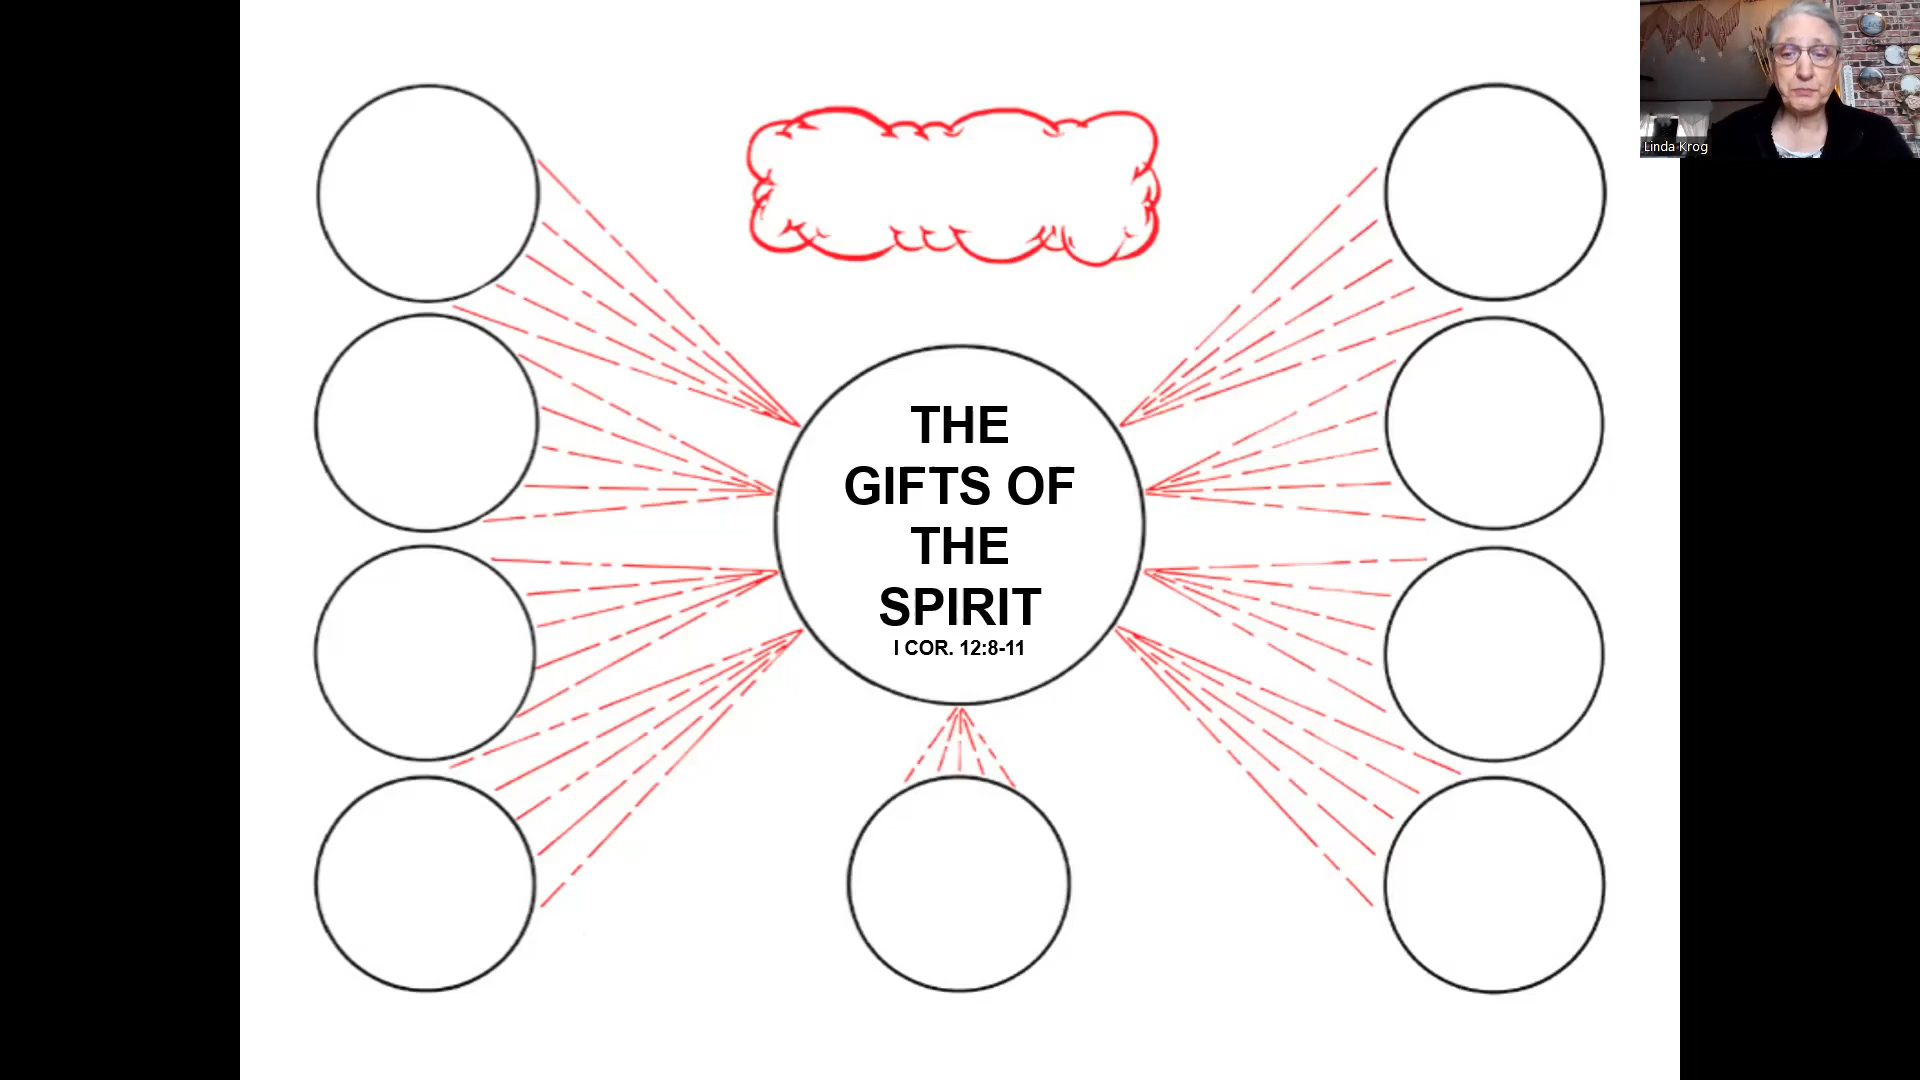 Linda Krog
THE
GIFTS OF
THE
SPIRIT
I COR. 12:8-11